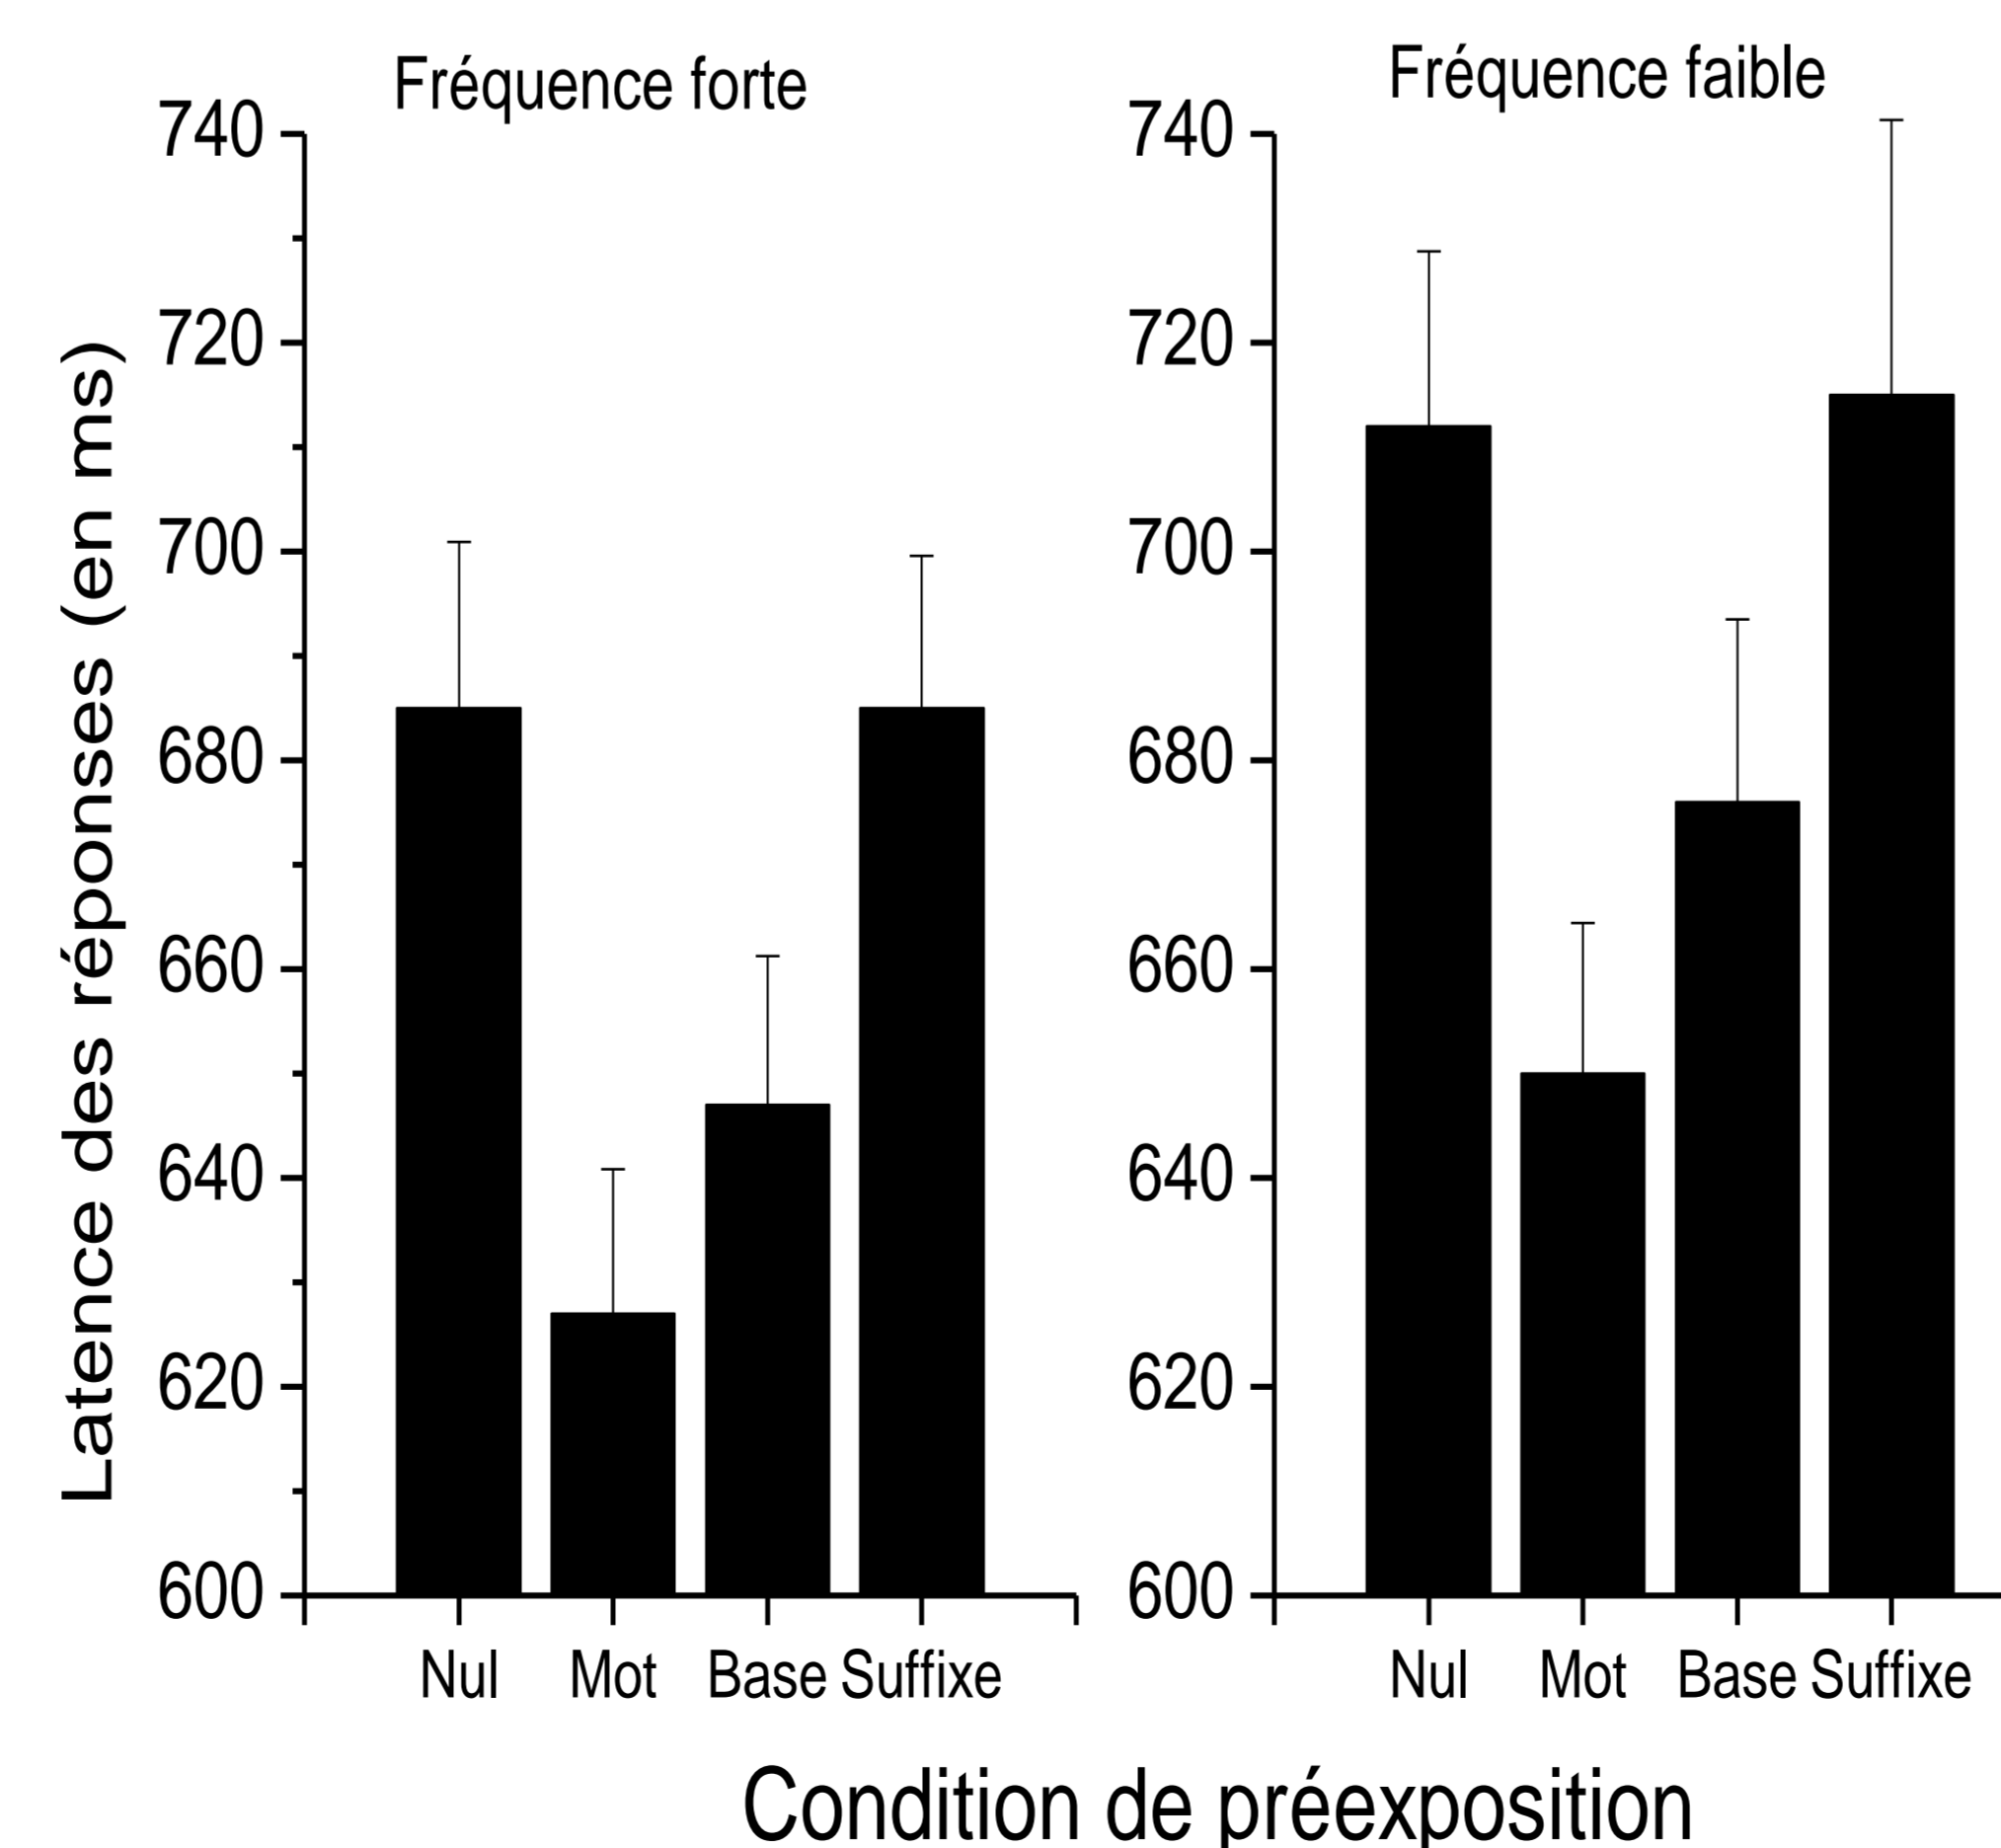 Fréquence forte
Fréquence faible
Latence des réponses (en ms)
740
720
700
680
660
640
620
600
Nul Mot Base Suffixe
740
720
700
680
660
640
620
600
Nul Mot Base Suffixe
Condition de préexposition